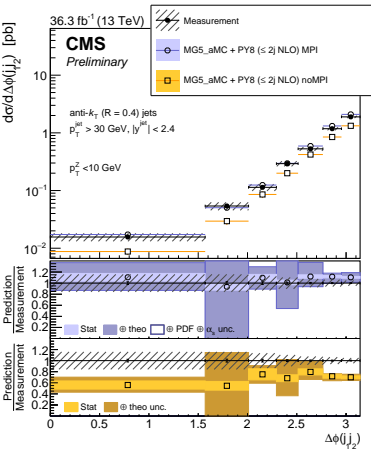 36.3 fb⁻¹ (13 TeV)
Measurement
MG5_aMC + PY8 (≤ 2j NLO) MPI
MG5_aMC + PY8 (≤ 2j NLO) noMPI
CMS
Preliminary
dσ/dΔϕ(j₁j₂) [pb]
anti-k_T (R = 0.4) jets
p_T^jet > 30 GeV, |y^jet| < 2.4
p_T^Z <10 GeV
10
1
10⁻¹
10⁻²
Prediction
Measurement
1.2
1
0.8
0.6
0.4
0.2
Stat ⊕ theo ⊕ PDF ⊕ α_s unc.
Prediction
Measurement
1.2
1
0.8
0.6
0.4
0.2
Stat ⊕ theo unc.
0 0.5 1 1.5 2 2.5 3
Δϕ(j₁j₂)